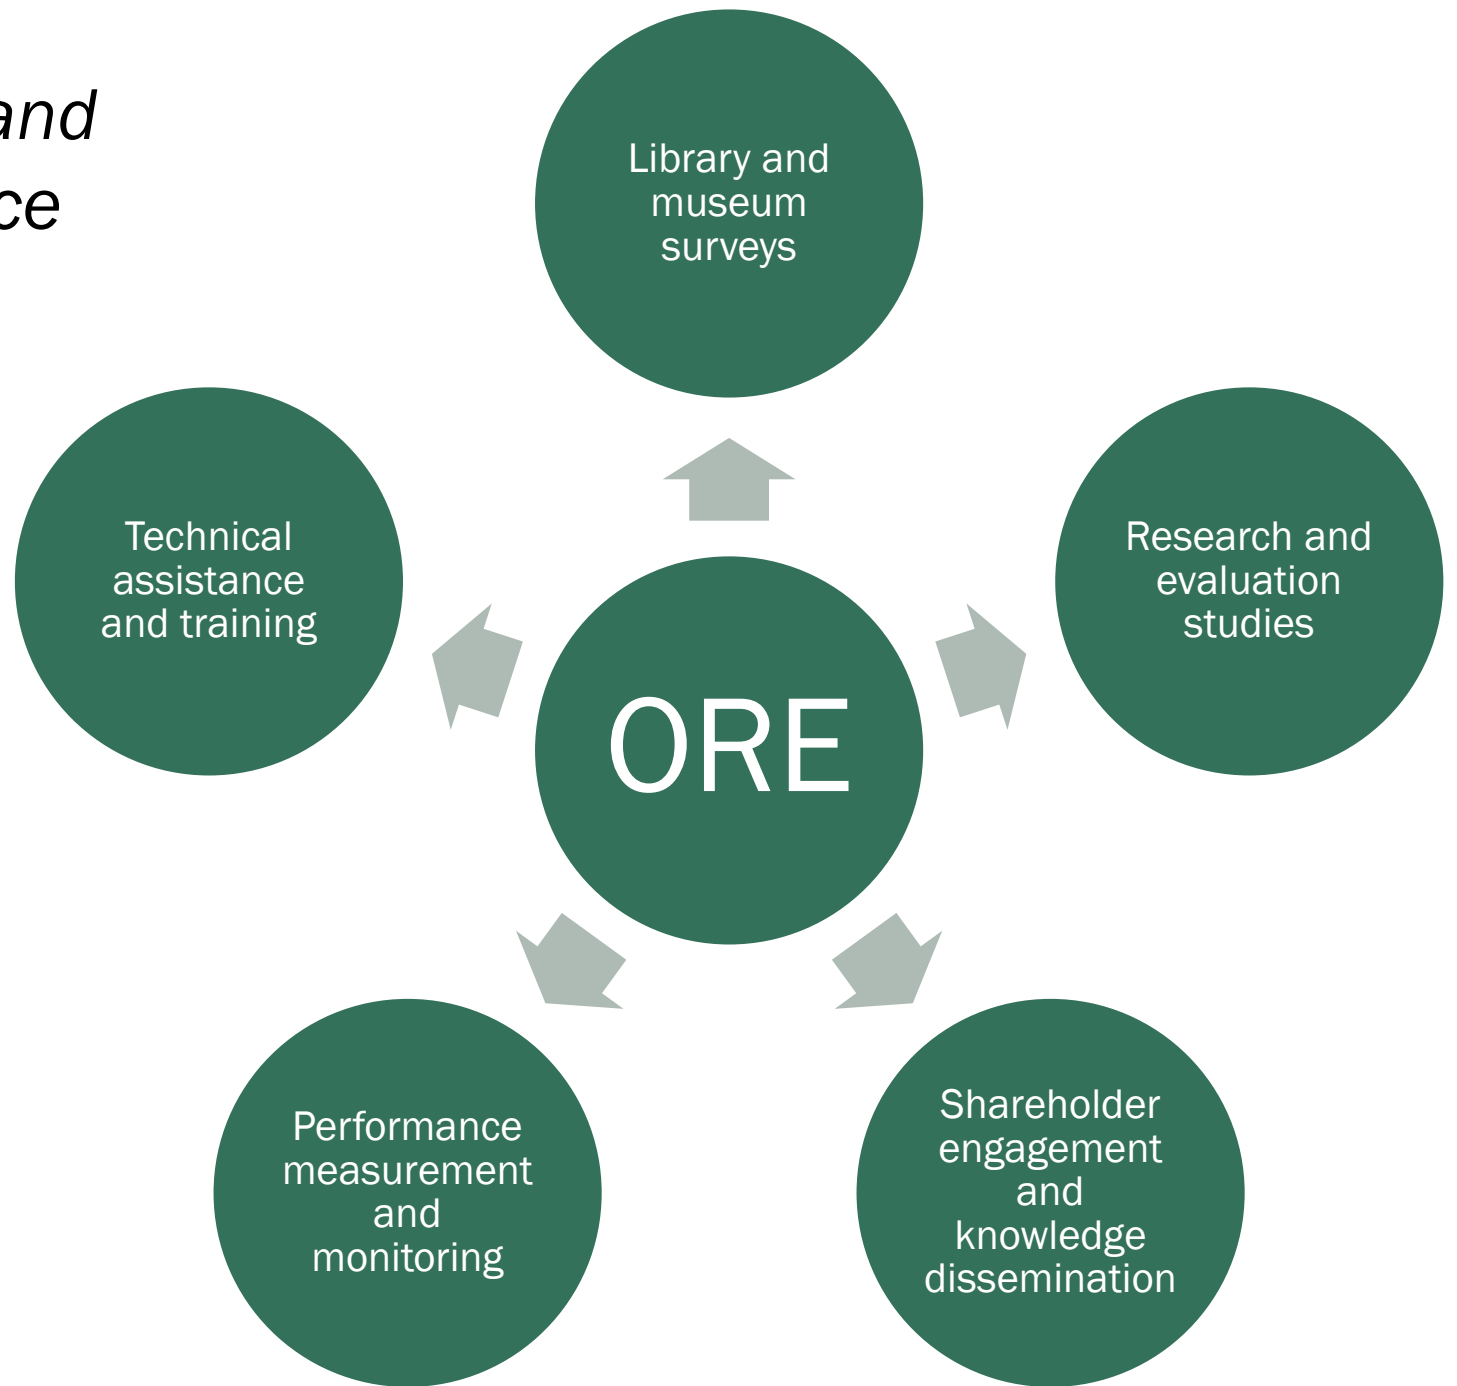 and
Library and
museum
surveys
Technical
assistance
and training
Research and
evaluation
studies
ORE
Performance
measurement
and
monitoring
Shareholder
engagement
and
knowledge
dissemination